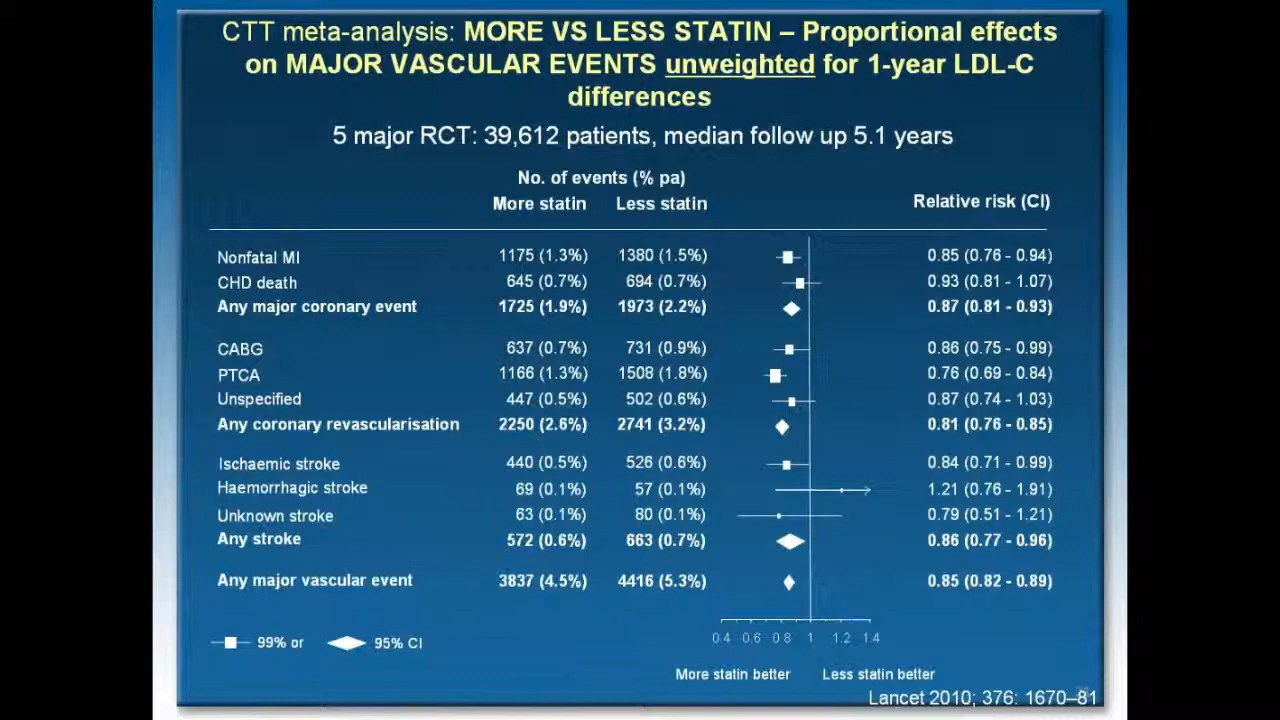 CTT meta-analysis: MORE VS LESS STATIN – Proportional effects
on MAJOR VASCULAR EVENTS unweighted for 1-year LDL-C
differences
5 major RCT: 39,612 patients, median follow up 5.1 years
No. of events (% pa)
More statin Less statin Relative risk (CI)
Nonfatal MI 1175 (1.3%) 1380 (1.5%) 0.85 (0.76 - 0.94)
CHD death 645 (0.7%) 694 (0.7%) 0.93 (0.81 - 1.07)
Any major coronary event 1725 (1.9%) 1973 (2.2%) 0.87 (0.81 - 0.93)
CABG 637 (0.7%) 731 (0.9%) 0.86 (0.75 - 0.99)
PTCA 1166 (1.3%) 1508 (1.8%) 0.76 (0.69 - 0.84)
Unspecified 447 (0.5%) 502 (0.6%) 0.87 (0.74 - 1.03)
Any coronary revascularisation 2250 (2.6%) 2741 (3.2%) 0.81 (0.76 - 0.85)
Ischaemic stroke 440 (0.5%) 526 (0.6%) 0.84 (0.71 - 0.99)
Haemorrhagic stroke 69 (0.1%) 57 (0.1%) 1.21 (0.76 - 1.91)
Unknown stroke 63 (0.1%) 80 (0.1%) 0.79 (0.51 - 1.21)
Any stroke 572 (0.6%) 663 (0.7%) 0.86 (0.77 - 0.96)
Any major vascular event 3837 (4.5%) 4416 (5.3%) 0.85 (0.82 - 0.89)
0.4 0.6 0.8 1 1.2 1.4
99% or 95% CI
More statin better Less statin better
Lancet 2010; 376: 1670–81